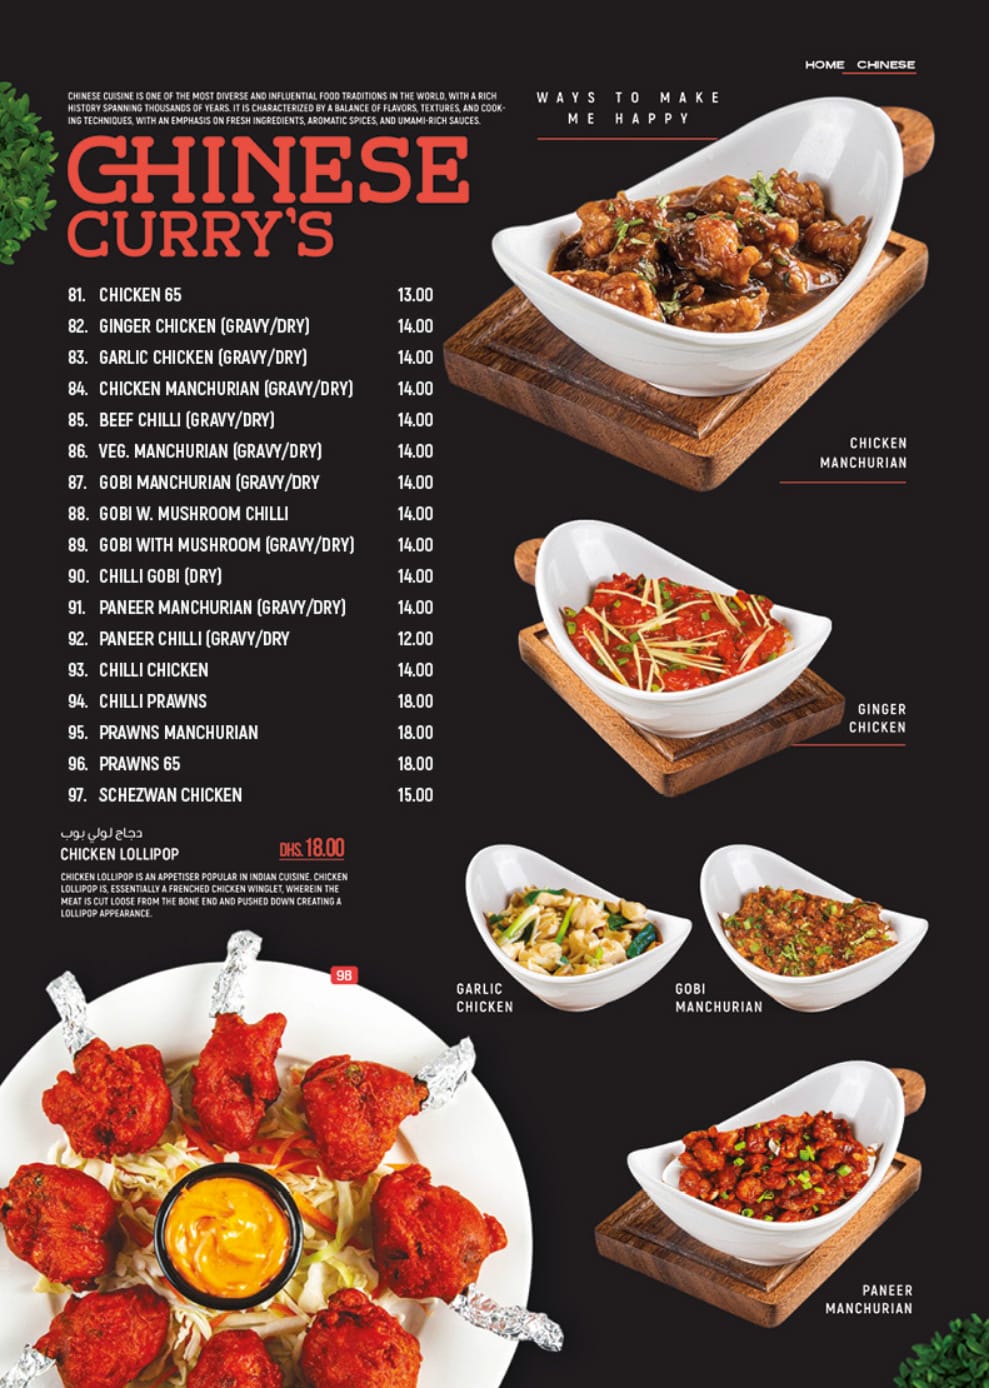 HOME CHINESE
CHINESE CUISINE IS ONE OF THE MOST DIVERSE AND INFLUENTIAL FOOD TRADITIONS IN THE WORLD, WITH A RICH
HISTORY SPANNING THOUSANDS OF YEARS. IT IS CHARACTERIZED BY A BALANCE OF FLAVORS, TEXTURES, AND COOK-
ING TECHNIQUES, WITH AN EMPHASIS ON FRESH INGREDIENTS, AROMATIC SPICES, AND UMAMI-RICH SAUCES.
WAYS TO MAKE
ME HAPPY
CHINESE
CURRY'S
81. CHICKEN 65 13.00
82. GINGER CHICKEN (GRAVY/DRY) 14.00
83. GARLIC CHICKEN (GRAVY/DRY) 14.00
84. CHICKEN MANCHURIAN (GRAVY/DRY) 14.00
85. BEEF CHILLI (GRAVY/DRY) 14.00
86. VEG. MANCHURIAN (GRAVY/DRY) 14.00
87. GOBI MANCHURIAN (GRAVY/DRY 14.00
88. GOBI W. MUSHROOM CHILLI 14.00
89. GOBI WITH MUSHROOM (GRAVY/DRY) 14.00
90. CHILLI GOBI (DRY) 14.00
91. PANEER MANCHURIAN (GRAVY/DRY) 14.00
92. PANEER CHILLI (GRAVY/DRY 12.00
93. CHILLI CHICKEN 14.00
94. CHILLI PRAWNS 18.00
95. PRAWNS MANCHURIAN 18.00
96. PRAWNS 65 18.00
97. SCHEZWAN CHICKEN 15.00
CHICKEN
MANCHURIAN
GINGER
CHICKEN
دجاج لولي بوب
CHICKEN LOLLIPOP DHS. 18.00
CHICKEN LOLLIPOP IS AN APPETISER POPULAR IN INDIAN CUISINE. CHICKEN
LOLLIPOP IS, ESSENTIALLY A FRENCHED CHICKEN WINGLET, WHEREIN THE
MEAT IS CUT LOOSE FROM THE BONE END AND PUSHED DOWN CREATING A
LOLLIPOP APPEARANCE.
98
GARLIC
CHICKEN
GOBI
MANCHURIAN
PANEER
MANCHURIAN